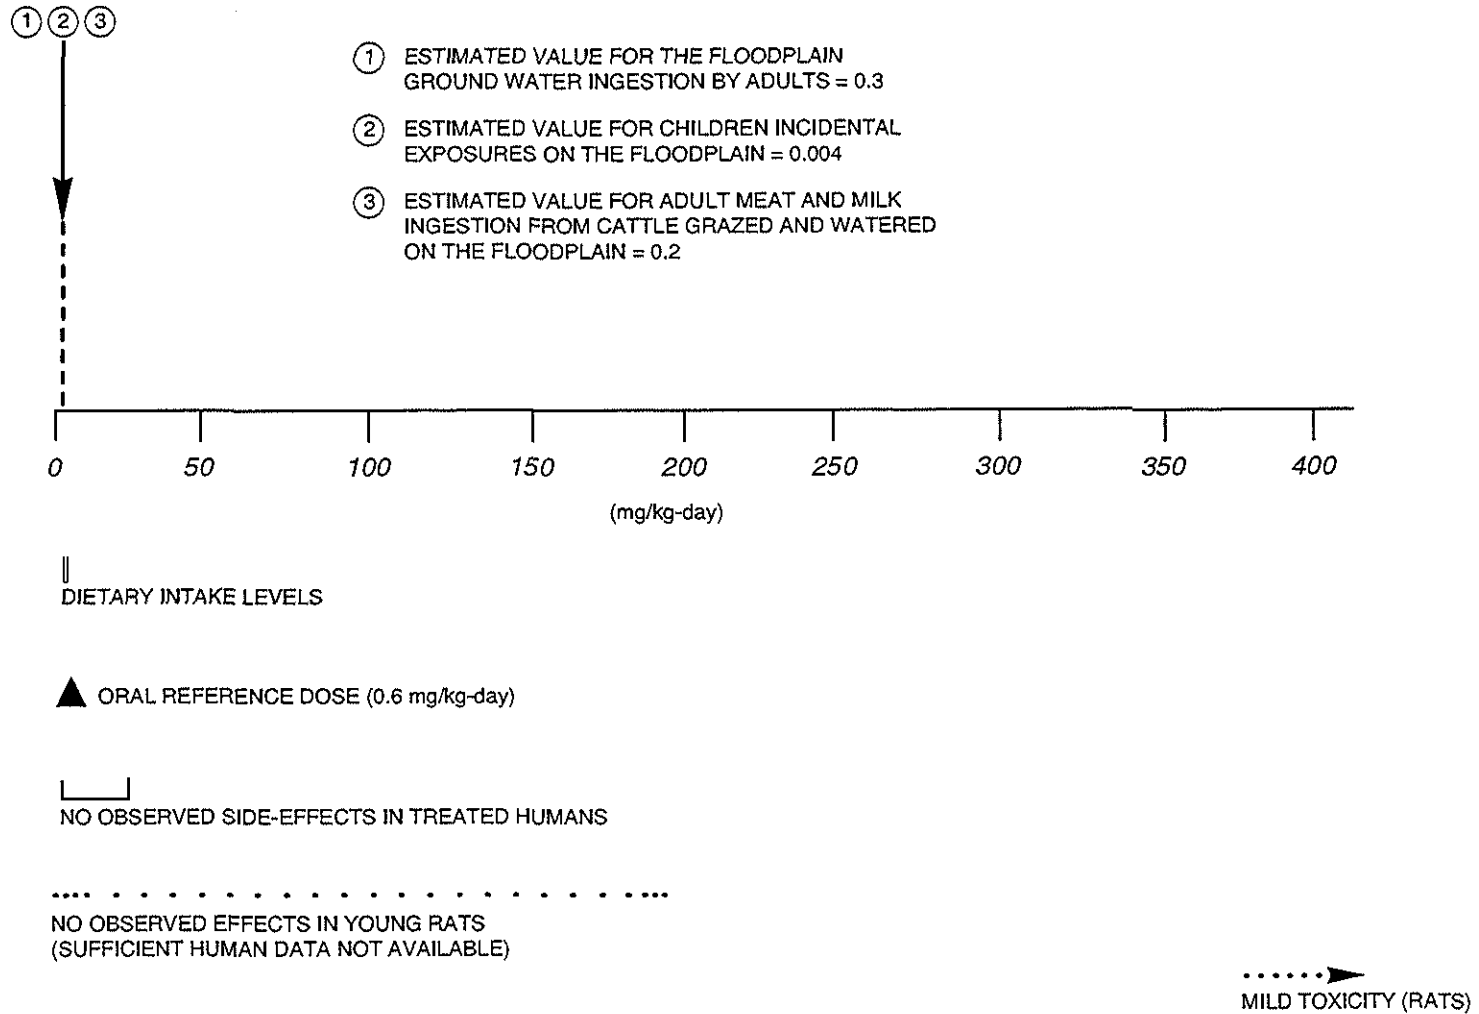 ① ② ③
① ESTIMATED VALUE FOR THE FLOODPLAIN
GROUND WATER INGESTION BY ADULTS = 0.3
② ESTIMATED VALUE FOR CHILDREN INCIDENTAL
EXPOSURES ON THE FLOODPLAIN = 0.004
③ ESTIMATED VALUE FOR ADULT MEAT AND MILK
INGESTION FROM CATTLE GRAZED AND WATERED
ON THE FLOODPLAIN = 0.2
0 50 100 150 200 250 300 350 400
(mg/kg-day)
DIETARY INTAKE LEVELS
ORAL REFERENCE DOSE (0.6 mg/kg-day)
NO OBSERVED SIDE-EFFECTS IN TREATED HUMANS
NO OBSERVED EFFECTS IN YOUNG RATS
(SUFFICIENT HUMAN DATA NOT AVAILABLE)
MILD TOXICITY (RATS)